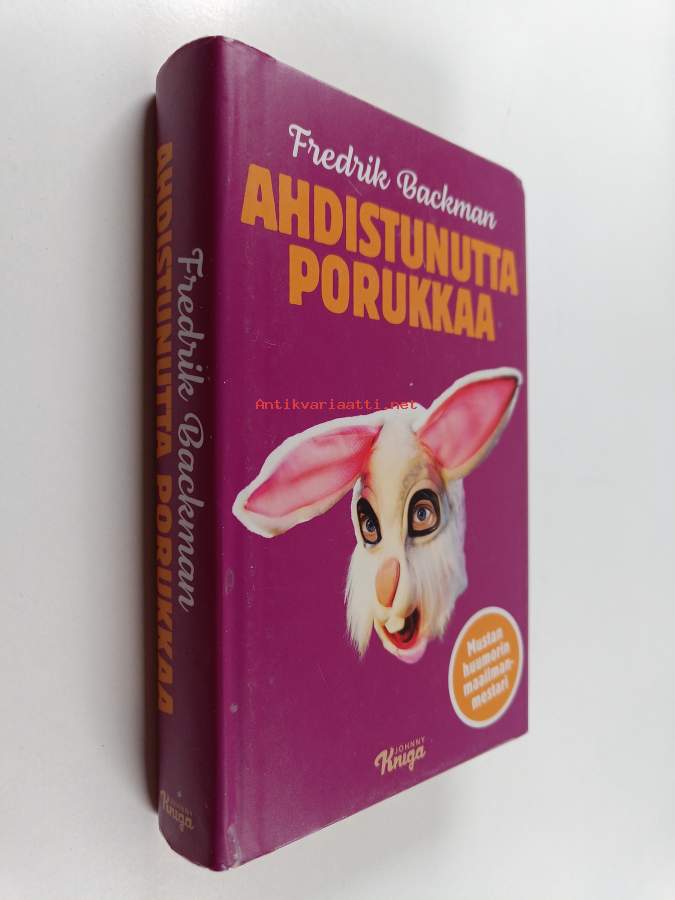 Fredrik Backman
AHDISTUNUTTA
PORUKKAA
Antikvariaatti.net
Mustan
huumorin
maailman-
mestari
JOHNNY
Kniga
Fredrik Backman
AHDISTUNUTTA PORUKKAA
JOHNNY
Kniga